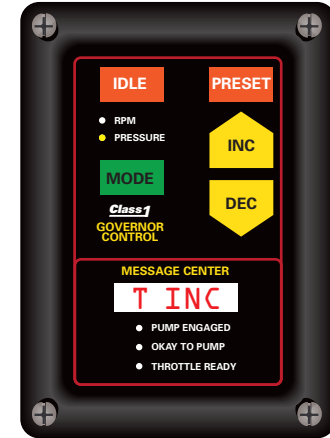 IDLE
PRESET
RPM
PRESSURE
INC
MODE
DEC
Class1
GOVERNOR
CONTROL
MESSAGE CENTER
T INC
PUMP ENGAGED
OKAY TO PUMP
THROTTLE READY